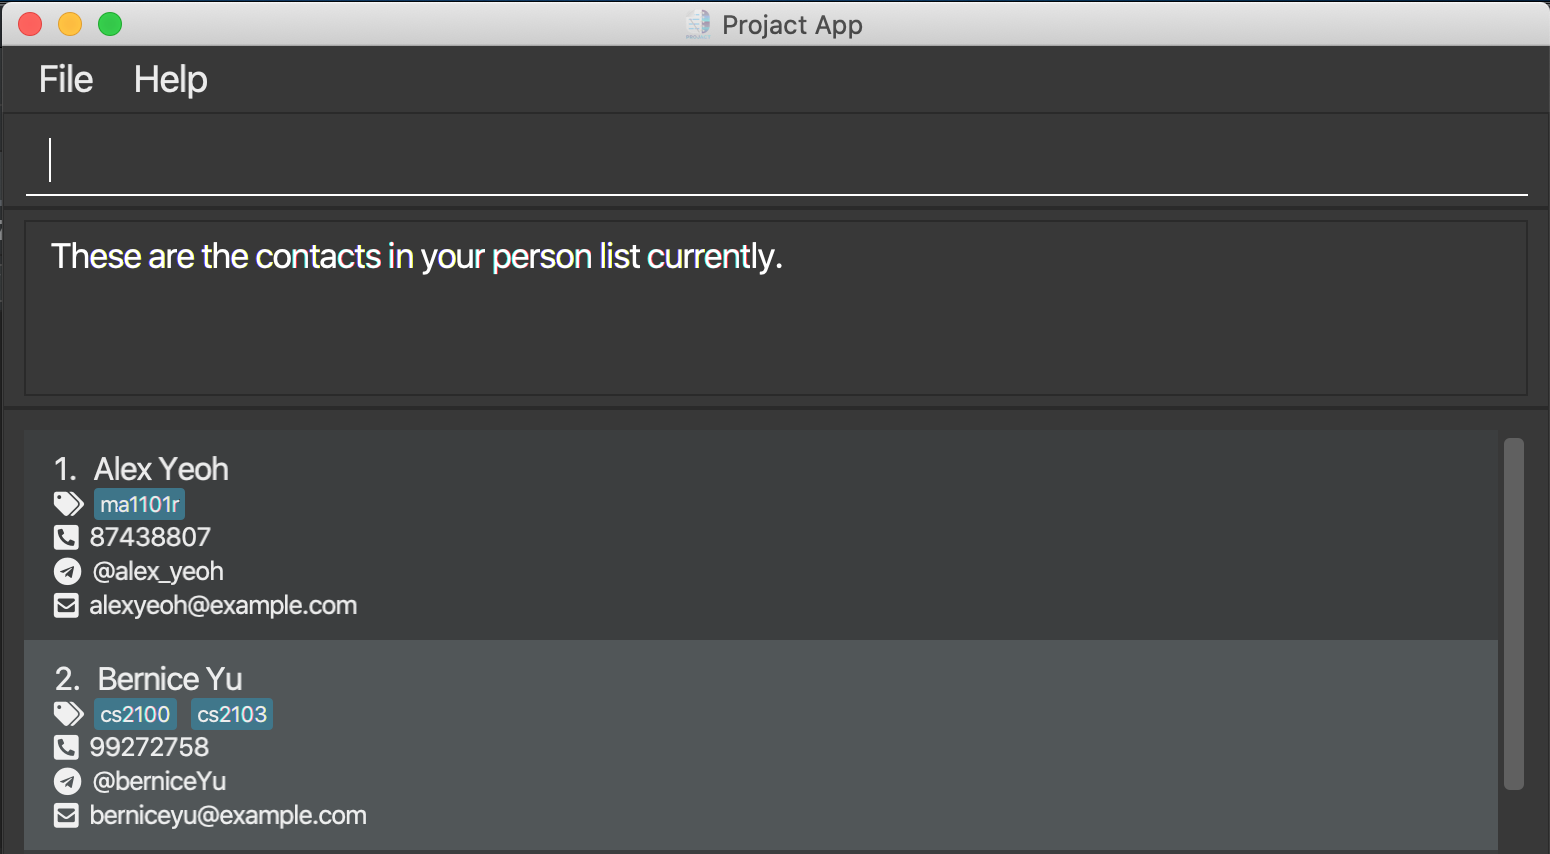 Projact App
File Help
These are the contacts in your person list currently.
1. Alex Yeoh
ma1101r
87438807
@alex_yeoh
alexyeoh@example.com
2. Bernice Yu
cs2100 cs2103
99272758
@berniceYu
berniceyu@example.com